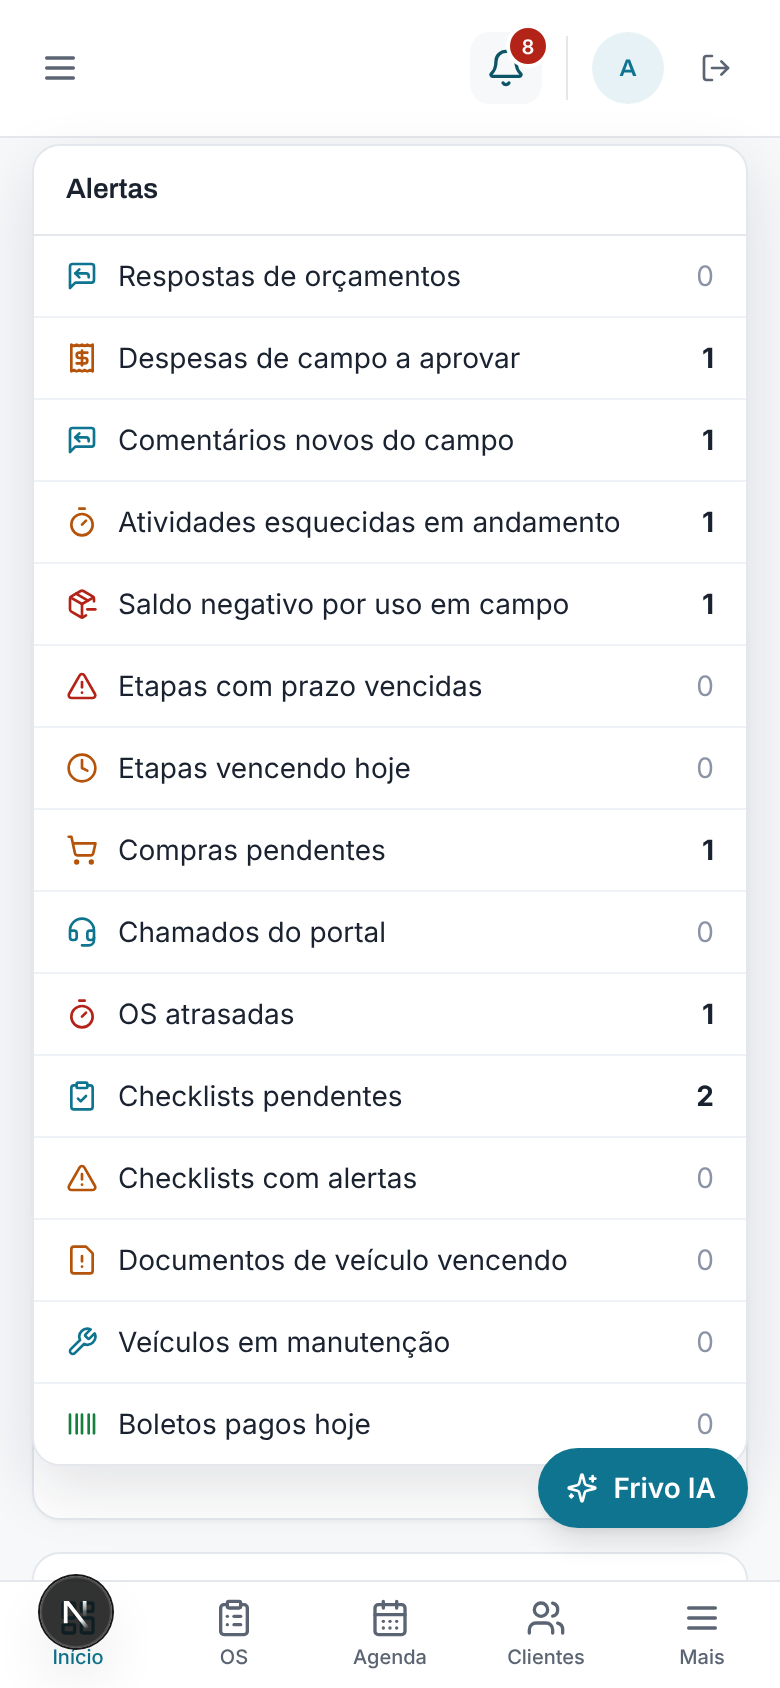 8
A
Alertas
Respostas de orçamentos 0
Despesas de campo a aprovar 1
Comentários novos do campo 1
Atividades esquecidas em andamento 1
Saldo negativo por uso em campo 1
Etapas com prazo vencidas 0
Etapas vencendo hoje 0
Compras pendentes 1
Chamados do portal 0
OS atrasadas 1
Checklists pendentes 2
Checklists com alertas 0
Documentos de veículo vencendo 0
Veículos em manutenção 0
Boletos pagos hoje 0
Frivo IA
N
Início OS Agenda Clientes Mais